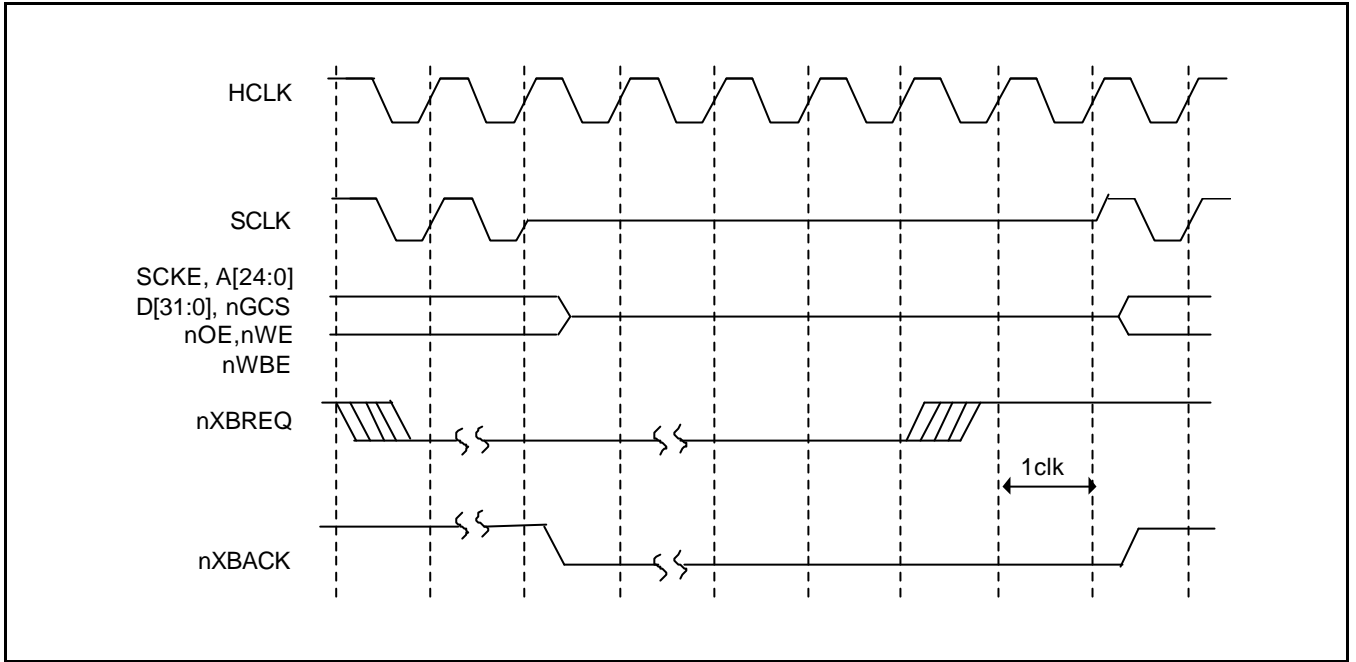 HCLK
SCLK
SCKE, A[24:0]
D[31:0], nGCS
nOE,nWE
nWBE
nXBREQ
1clk
nXBACK